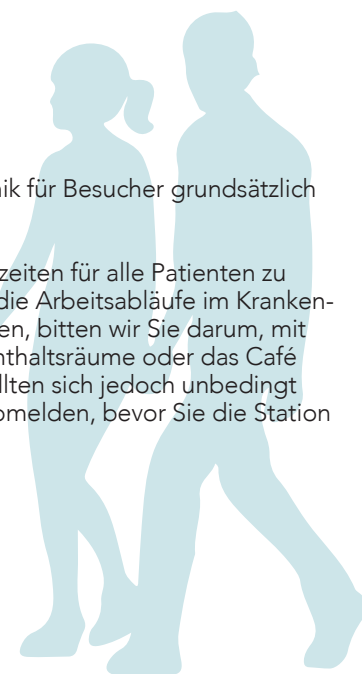 ik für Besucher grundsätzlich
zeiten für alle Patienten zu
die Arbeitsabläufe im Kranken-
en, bitten wir Sie darum, mit
nthaltsräume oder das Café
llten sich jedoch unbedingt
bmelden, bevor Sie die Station